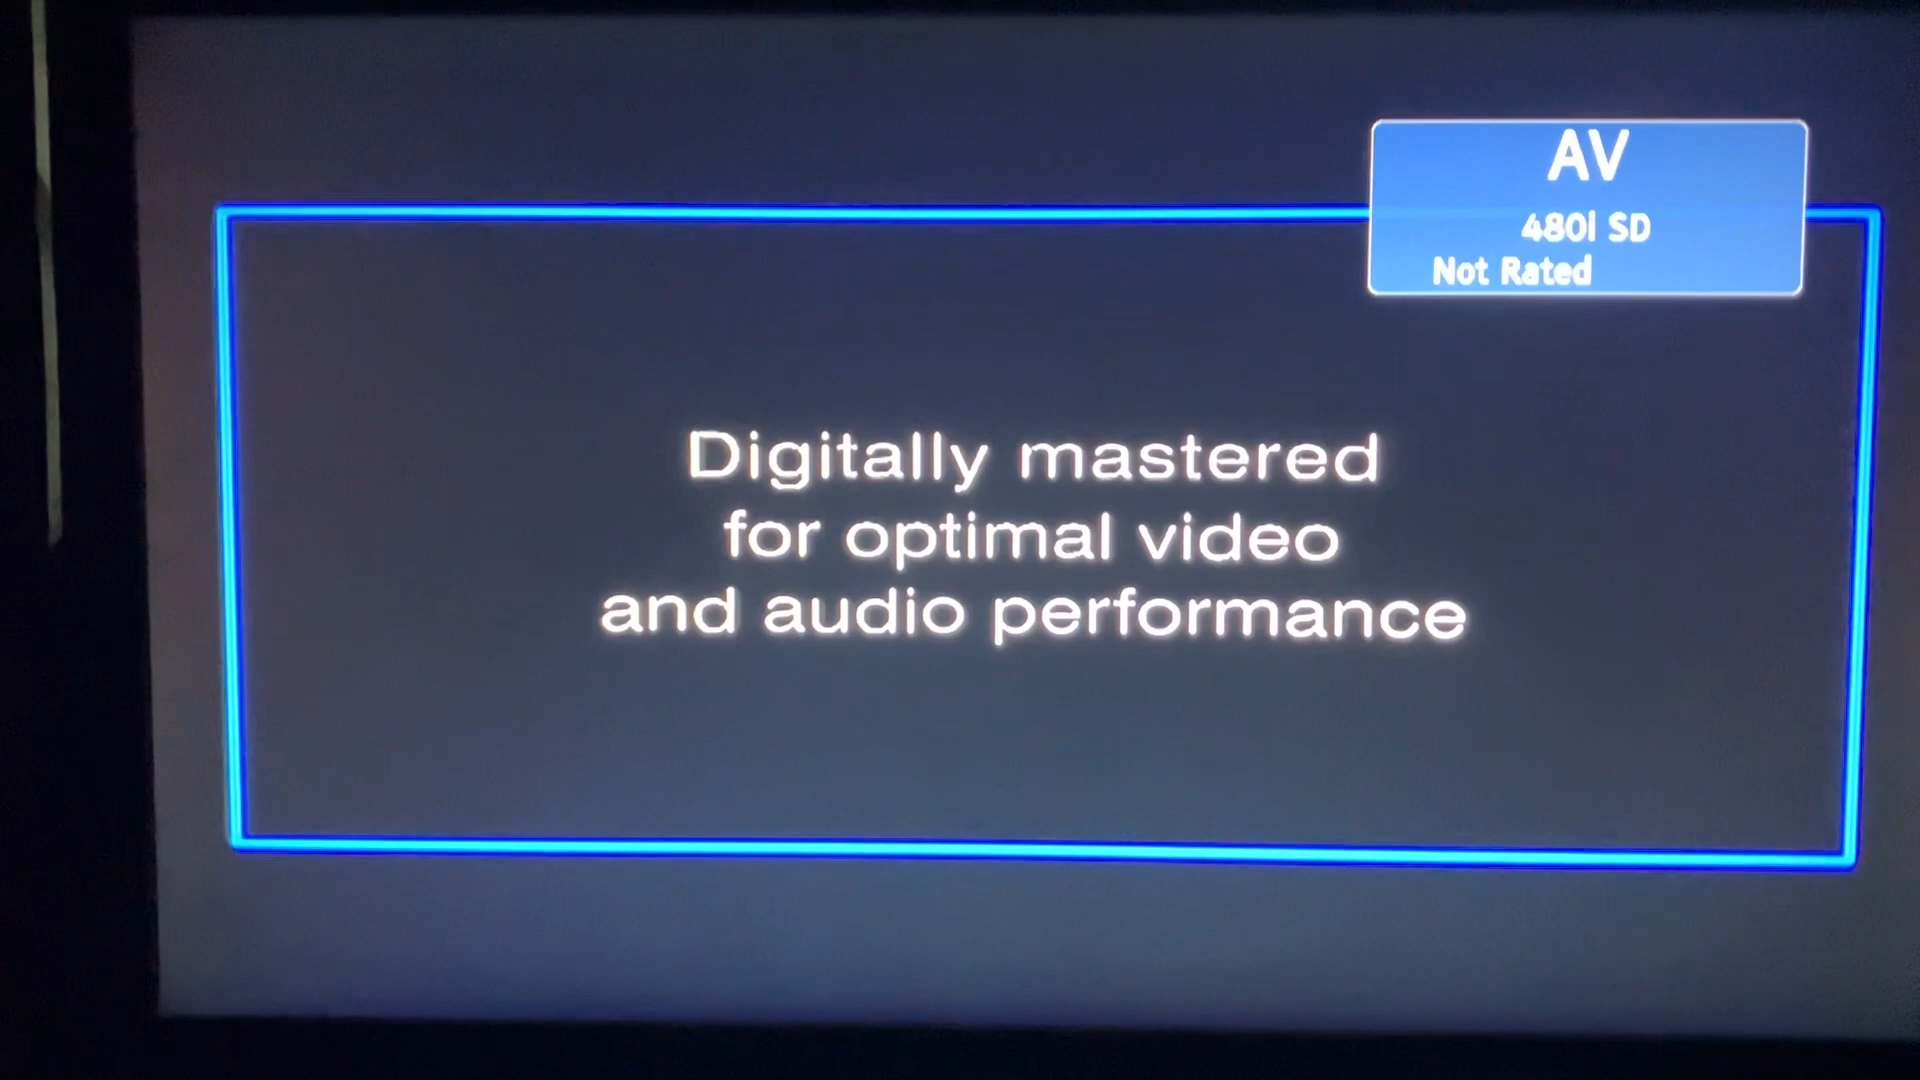 AV
480i SD
Not Rated
Digitally mastered
for optimal video
and audio performance